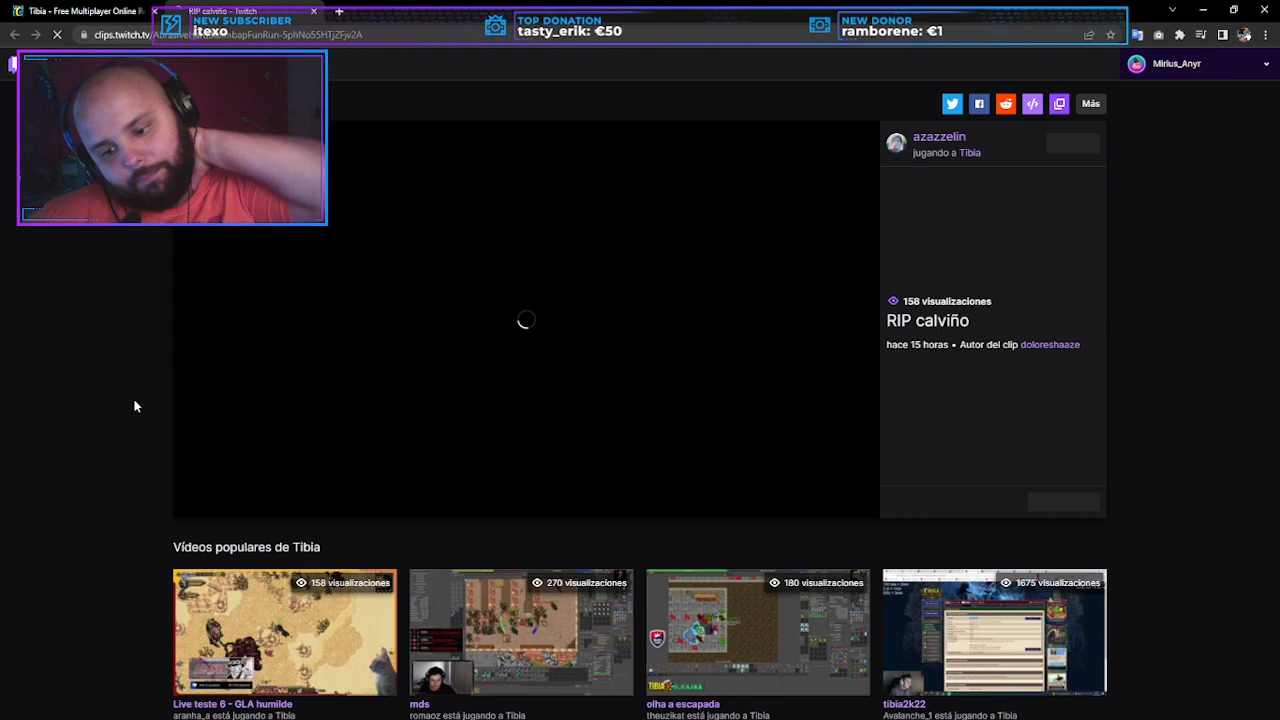 Tibia - Free Multiplayer Online R
RIP calviño - Twitch
NEW SUBSCRIBER
itexo
TOP DONATION
tasty_erik: €50
NEW DONOR
ramborene: €1
clips.twitch.tv/
Mirius_Anyr
Más
azazzelin
jugando a Tibia
158 visualizaciones
RIP calviño
hace 15 horas • Autor del clip doloreshaaze
Vídeos populares de Tibia
158 visualizaciones
270 visualizaciones
180 visualizaciones
1675 visualizaciones
Live teste 6 - GLA humilde
mds
olha a escapada
tibia2k22
aranha_a está jugando a Tibia
romaoz está jugando a Tibia
theuzikat está jugando a Tibia
Avalanche_1 está jugando a Tibia